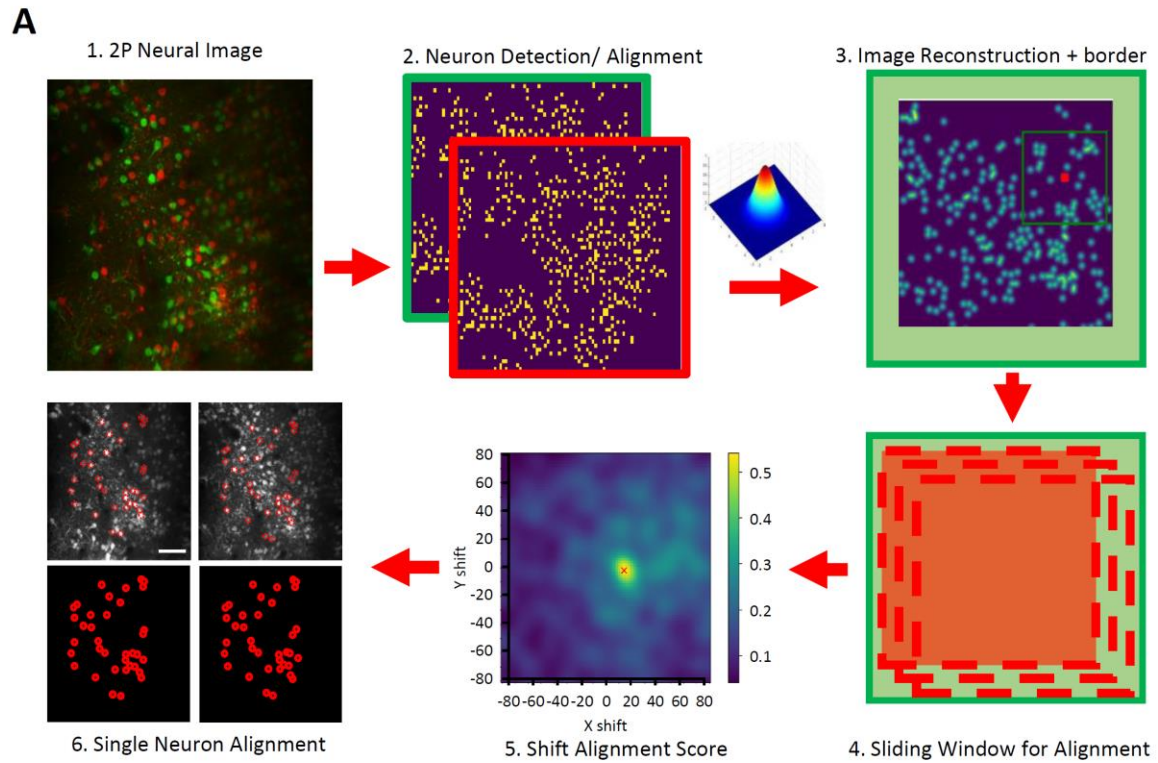 A
1. 2P Neural Image
2. Neuron Detection/ Alignment
3. Image Reconstruction + border
80
60
40
20
0
-20
-40
-60
-80
Y shift
-80-60 -40 -20 0 20 40 60 80
X shift
0.5
0.4
0.3
0.2
0.1
6. Single Neuron Alignment
5. Shift Alignment Score
4. Sliding Window for Alignment